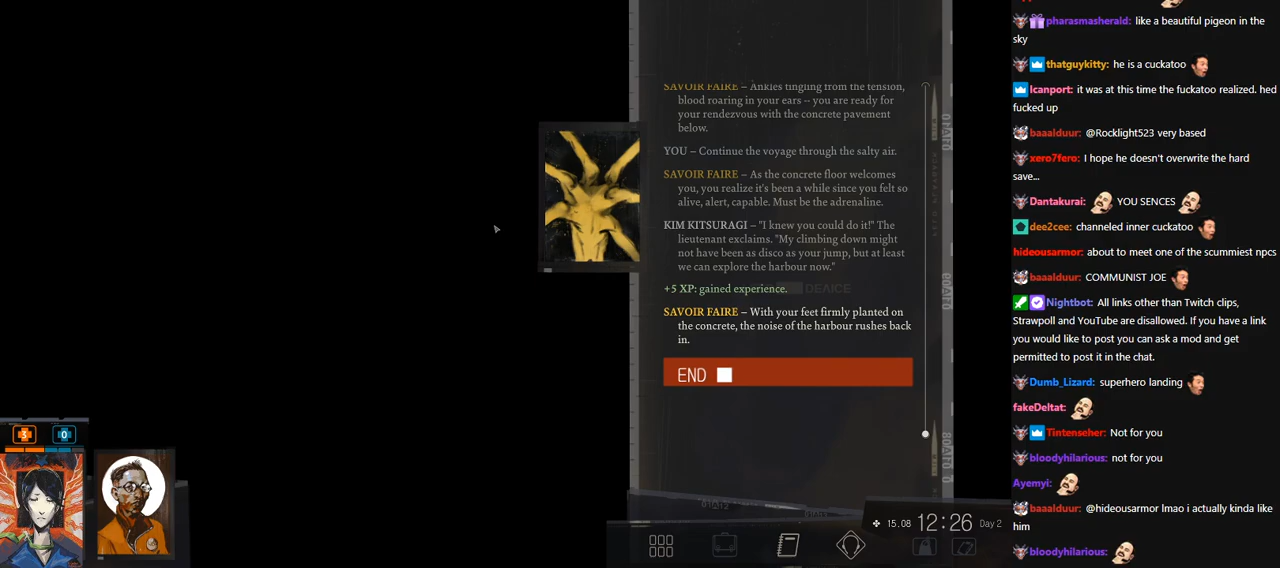 SAVOIR FAIRE – Ankles tingling from the tension,
blood roaring in your ears – you are ready for
your rendezvous with the concrete pavement
below.
YOU – Continue the voyage through the salty air.
SAVOIR FAIRE – As the concrete floor welcomes
you, you realize it's been a while since you felt so
alive, alert, capable. Must be the adrenaline.
KIM KITSURAGI – "I knew you could do it!" The
lieutenant exclaims. "My climbing down might
not have been as disco as your jump, but at least
we can explore the harbour now."
+5 XP: gained experience.
SAVOIR FAIRE – With your feet firmly planted on
the concrete, the noise of the harbour rushes back
in.
END
3 0
15.08 12:26 Day 2
pharasmasherald: like a beautiful pigeon in the
sky
thatguykitty: he is a cuckatoo
lcanport: it was at this time the fuckatoo realized. hed
fucked up
baaalduur: @Rocklight523 very based
xero7fero: I hope he doesn't overwrite the hard
save...
Dantakurai: YOU SENCES
dee2cee: channeled inner cuckatoo
hideousarmor: about to meet one of the scummiest npcs
baaalduur: COMMUNIST JOE
Nightbot: All links other than Twitch clips,
Strawpoll and YouTube are disallowed. If you have a link
you would like to post you can ask a mod and get
permitted to post it in the chat.
Dumb_Lizard: superhero landing
fakeDeltat:
Tintenseher: Not for you
bloodyhilarious: not for you
Ayemyi:
baaalduur: @hideousarmor lmao i actually kinda like
him
bloodyhilarious: